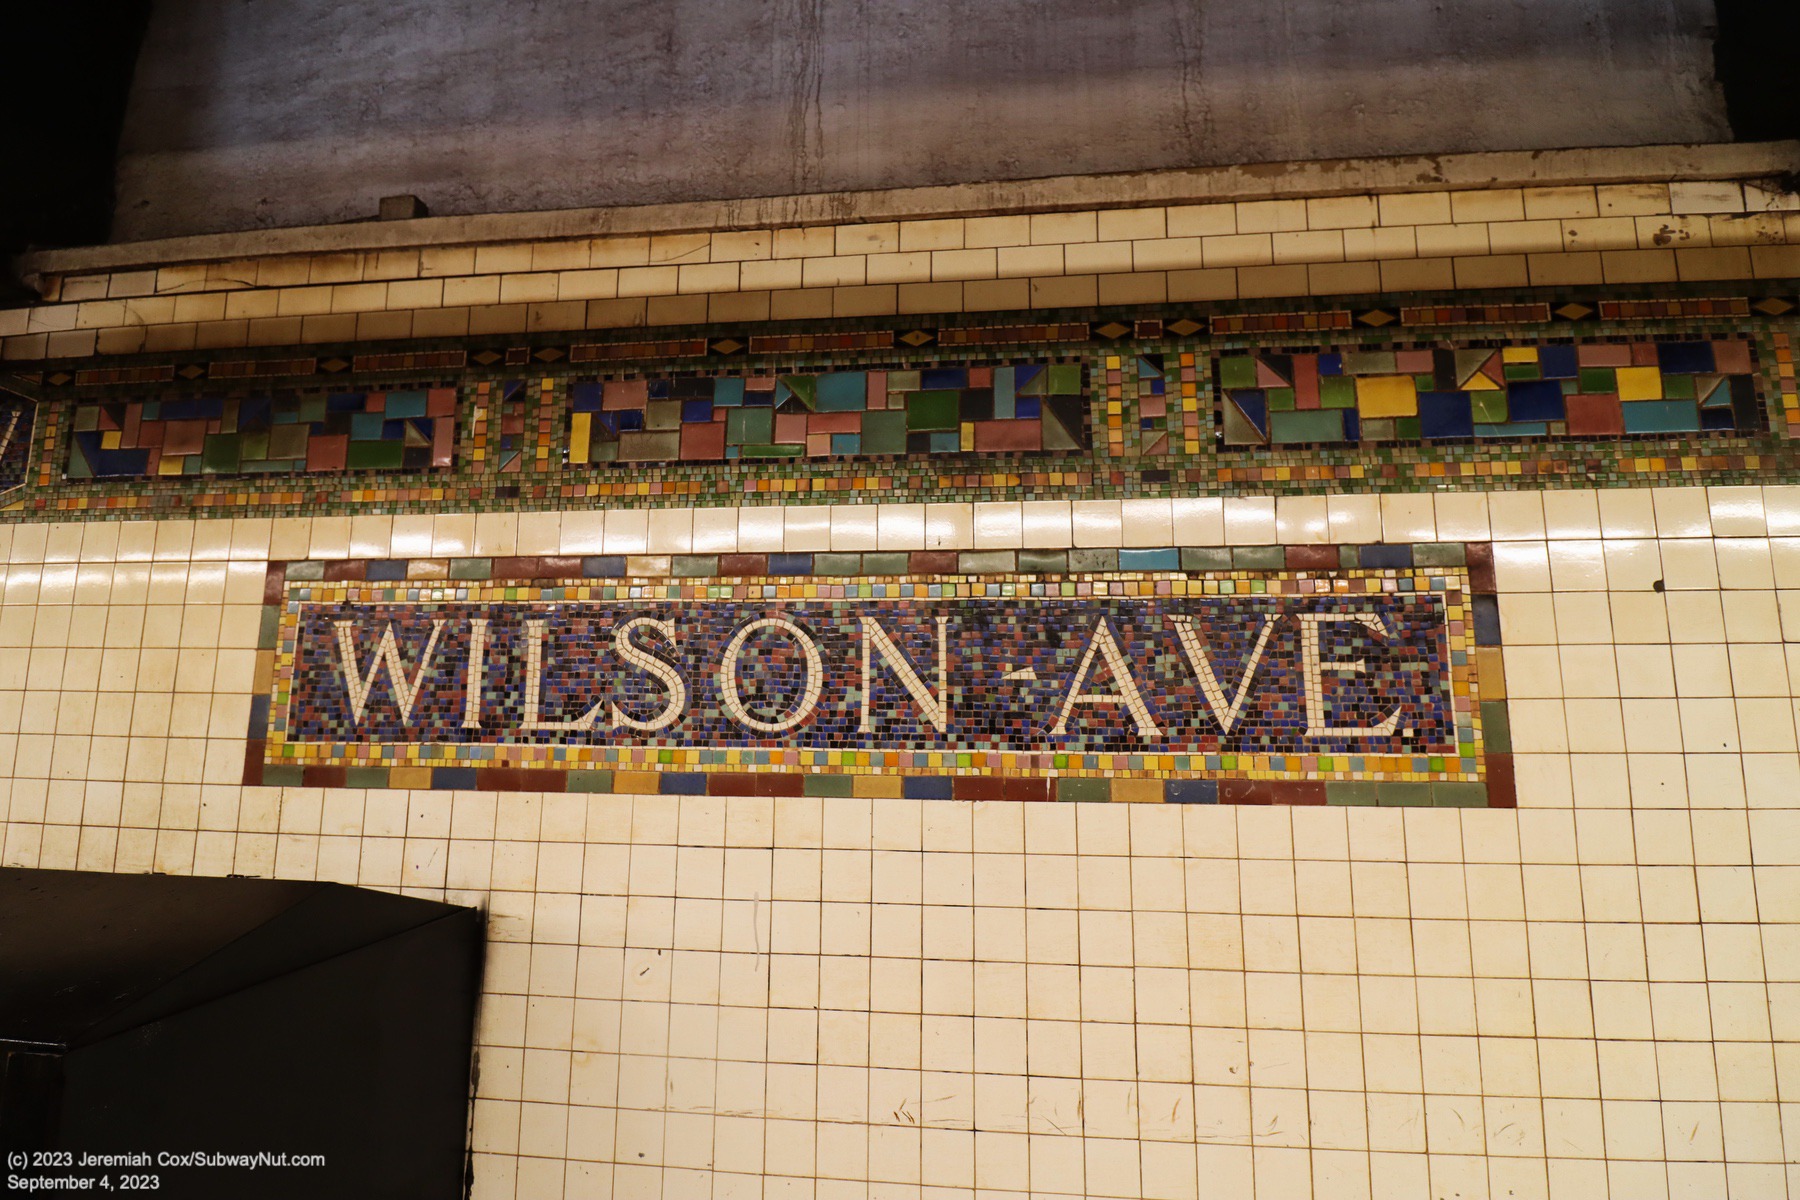 WILSON-AVE
(c) 2023 Jeremiah Cox/SubwayNut.com
September 4, 2023